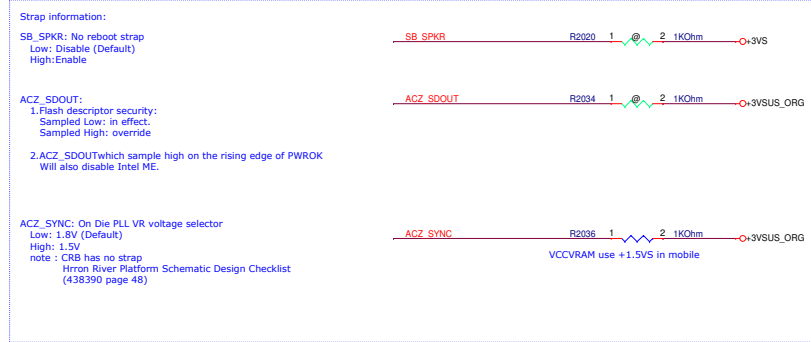 Strap information:
SB_SPKR: No reboot strap
Low: Disable (Default)
High:Enable
SB_SPKR R2020 1 @ 2 1KOhm +3VS
ACZ_SDOUT:
1.Flash descriptor security:
Sampled Low: in effect.
Sampled High: override
ACZ_SDOUT R2034 1 @ 2 1KOhm +3VSUS_ORG
2.ACZ_SDOUTwhich sample high on the rising edge of PWROK
Will also disable Intel ME.
ACZ_SYNC: On Die PLL VR voltage selector
Low: 1.8V (Default)
High: 1.5V
note : CRB has no strap
Hrron River Platform Schematic Design Checklist
(438390 page 48)
ACZ_SYNC R2036 1 2 1KOhm +3VSUS_ORG
VCCVRAM use +1.5VS in mobile